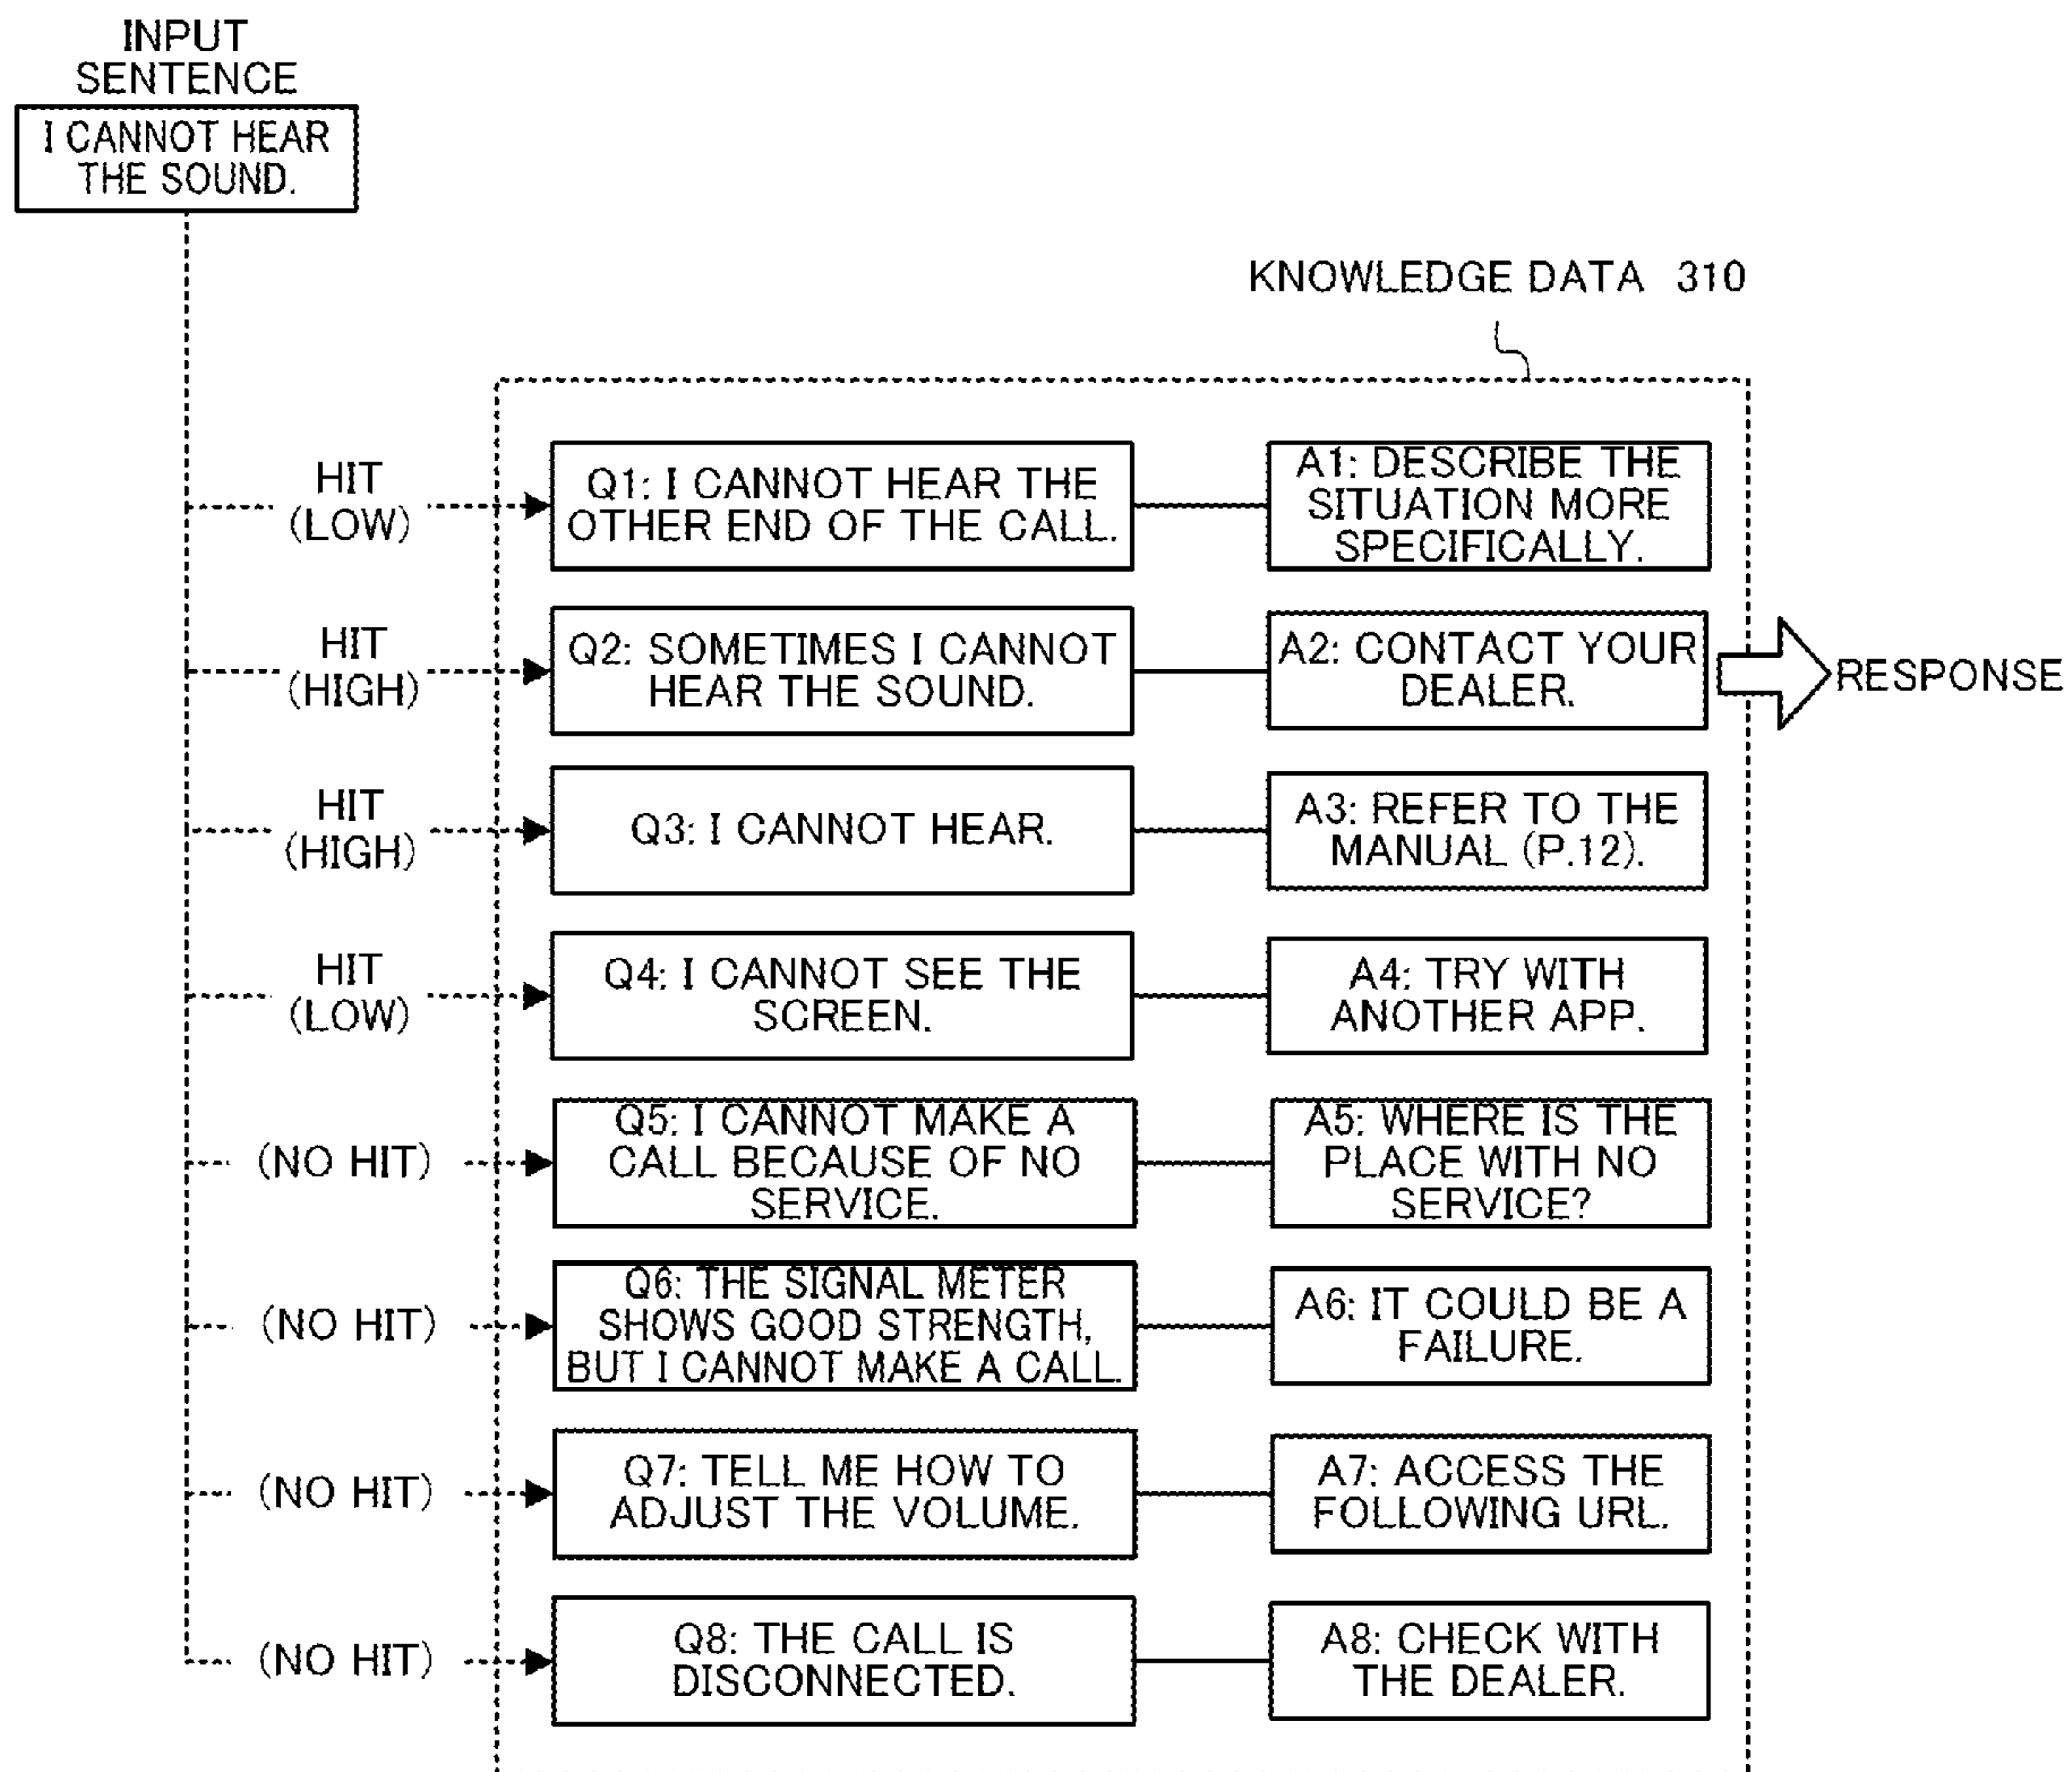 INPUT
SENTENCE
I CANNOT HEAR
THE SOUND.
KNOWLEDGE DATA 310
HIT
(LOW)
Q1: I CANNOT HEAR THE
OTHER END OF THE CALL.
A1: DESCRIBE THE
SITUATION MORE
SPECIFICALLY.
HIT
(HIGH)
Q2: SOMETIMES I CANNOT
HEAR THE SOUND.
A2: CONTACT YOUR
DEALER.
RESPONSE
HIT
(HIGH)
Q3: I CANNOT HEAR.
A3: REFER TO THE
MANUAL (P.12).
HIT
(LOW)
Q4: I CANNOT SEE THE
SCREEN.
A4: TRY WITH
ANOTHER APP.
(NO HIT)
Q5: I CANNOT MAKE A
CALL BECAUSE OF NO
SERVICE.
A5: WHERE IS THE
PLACE WITH NO
SERVICE?
(NO HIT)
Q6: THE SIGNAL METER
SHOWS GOOD STRENGTH,
BUT I CANNOT MAKE A CALL.
A6: IT COULD BE A
FAILURE.
(NO HIT)
Q7: TELL ME HOW TO
ADJUST THE VOLUME.
A7: ACCESS THE
FOLLOWING URL.
(NO HIT)
Q8: THE CALL IS
DISCONNECTED.
A8: CHECK WITH
THE DEALER.